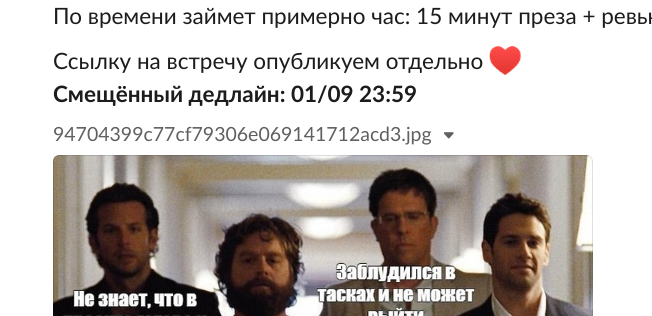 По времени займет примерно час: 15 минут преза +
Ссылку на встречу опубликуем отдельно ❤️
Смещённый дедлайн: 01/09 23:59
94704399c77cf79306e069141712acd3.jpg
Заблудился в
Не знает, что в
тасках и не может
выйти